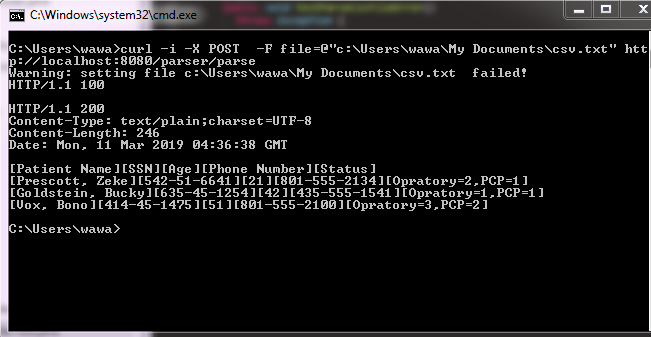 C:\Windows\system32\cmd.exe
C:\Users\wawa>curl -i -X POST  -F file=@"c:\Users\wawa\My Documents\csv.txt" htt
p://localhost:8080/parser/parse
Warning: setting file c:\Users\wawa\My Documents\csv.txt  failed!
HTTP/1.1 100
HTTP/1.1 200
Content-Type: text/plain;charset=UTF-8
Content-Length: 246
Date: Mon, 11 Mar 2019 04:36:38 GMT
[Patient Name][SSN][Age][Phone Number][Status]
[Prescott, Zeke][542-51-6641][21][801-555-2134][Opratory=2,PCP=1]
[Goldstein, Bucky][635-45-1254][42][435-555-1541][Opratory=1,PCP=1]
[Vox, Bono][414-45-1475][51][801-555-2100][Opratory=3,PCP=2]
C:\Users\wawa>